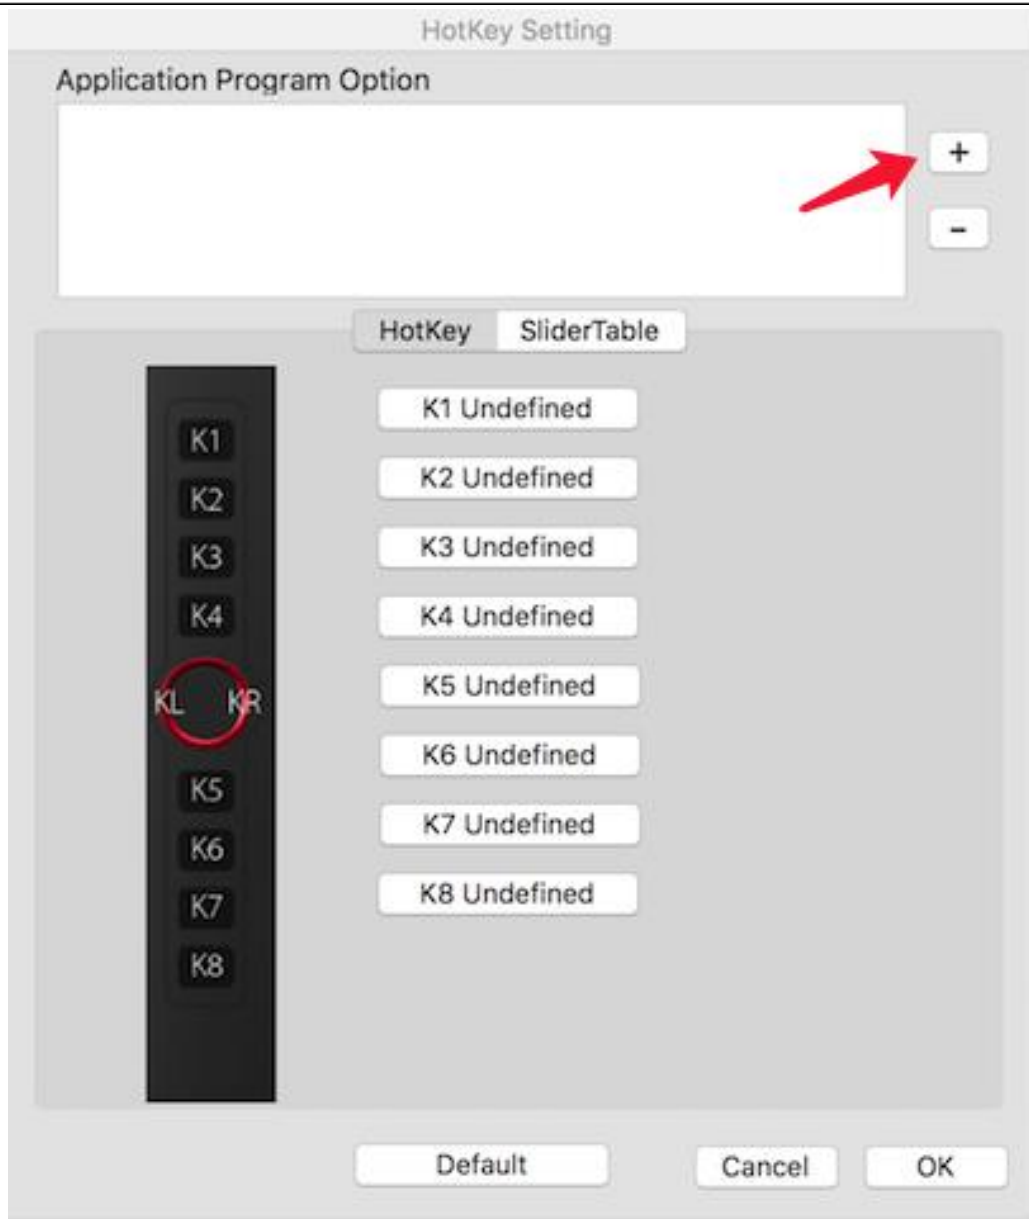 HotKey Setting
Application Program Option
+
-
HotKey SliderTable
K1
K2
K3
K4
KL KR
K5
K6
K7
K8
K1 Undefined
K2 Undefined
K3 Undefined
K4 Undefined
K5 Undefined
K6 Undefined
K7 Undefined
K8 Undefined
Default Cancel OK